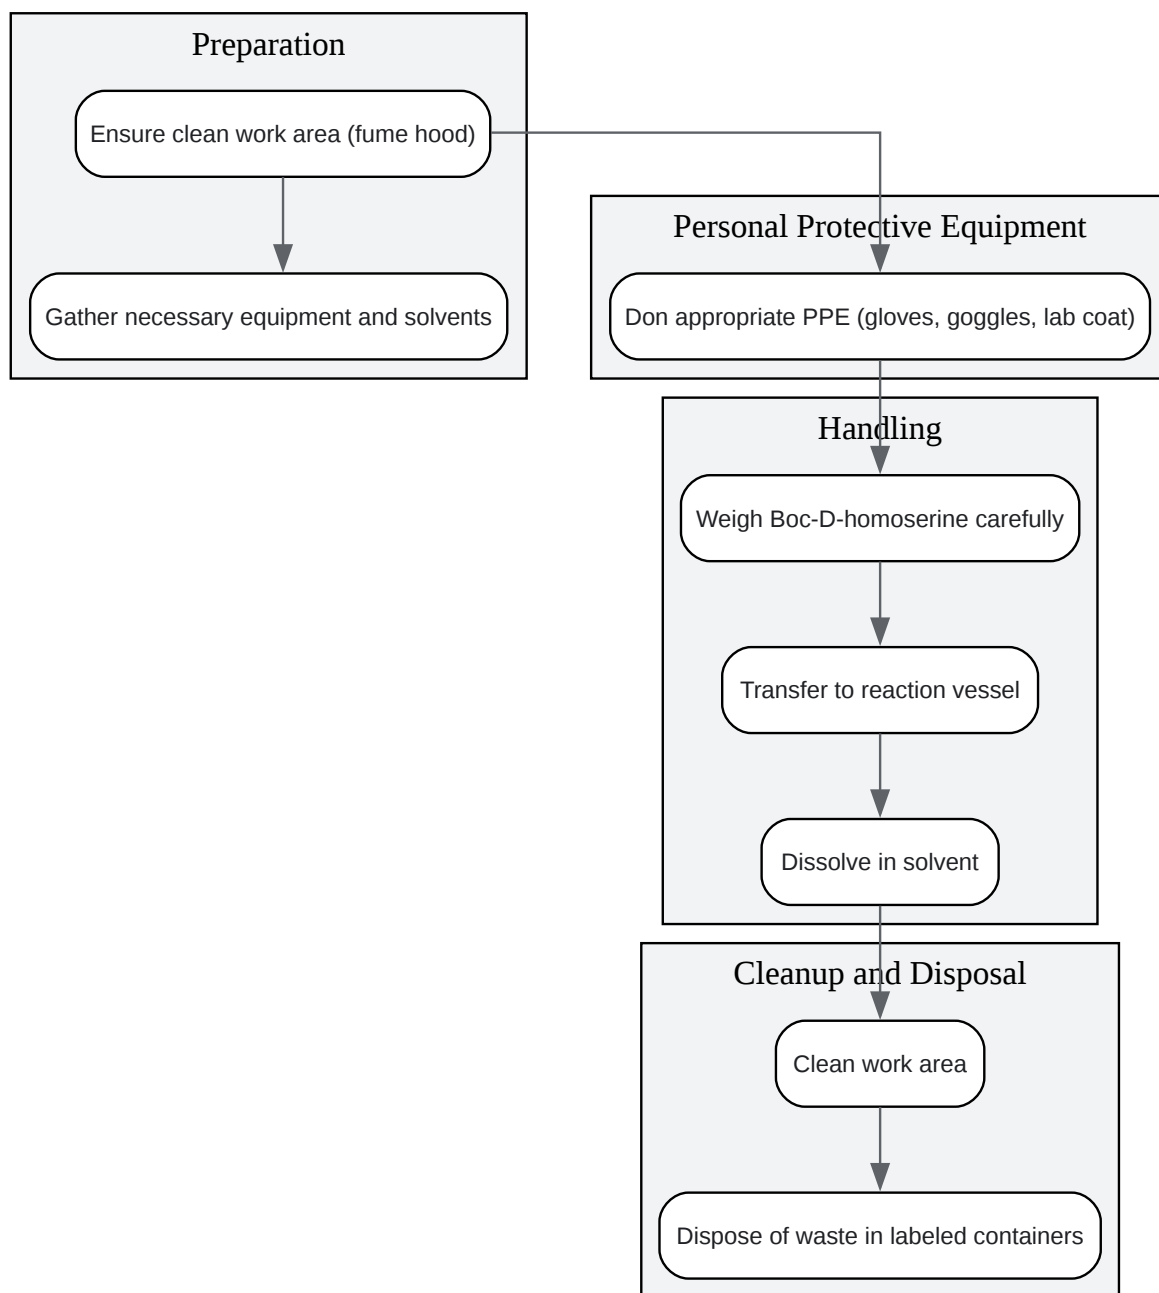 Preparation
Ensure clean work area (fume hood)
Gather necessary equipment and solvents
Personal Protective Equipment
Don appropriate PPE (gloves, goggles, lab coat)
Handling
Weigh Boc-D-homoserine carefully
Transfer to reaction vessel
Dissolve in solvent
Cleanup and Disposal
Clean work area
Dispose of waste in labeled containers